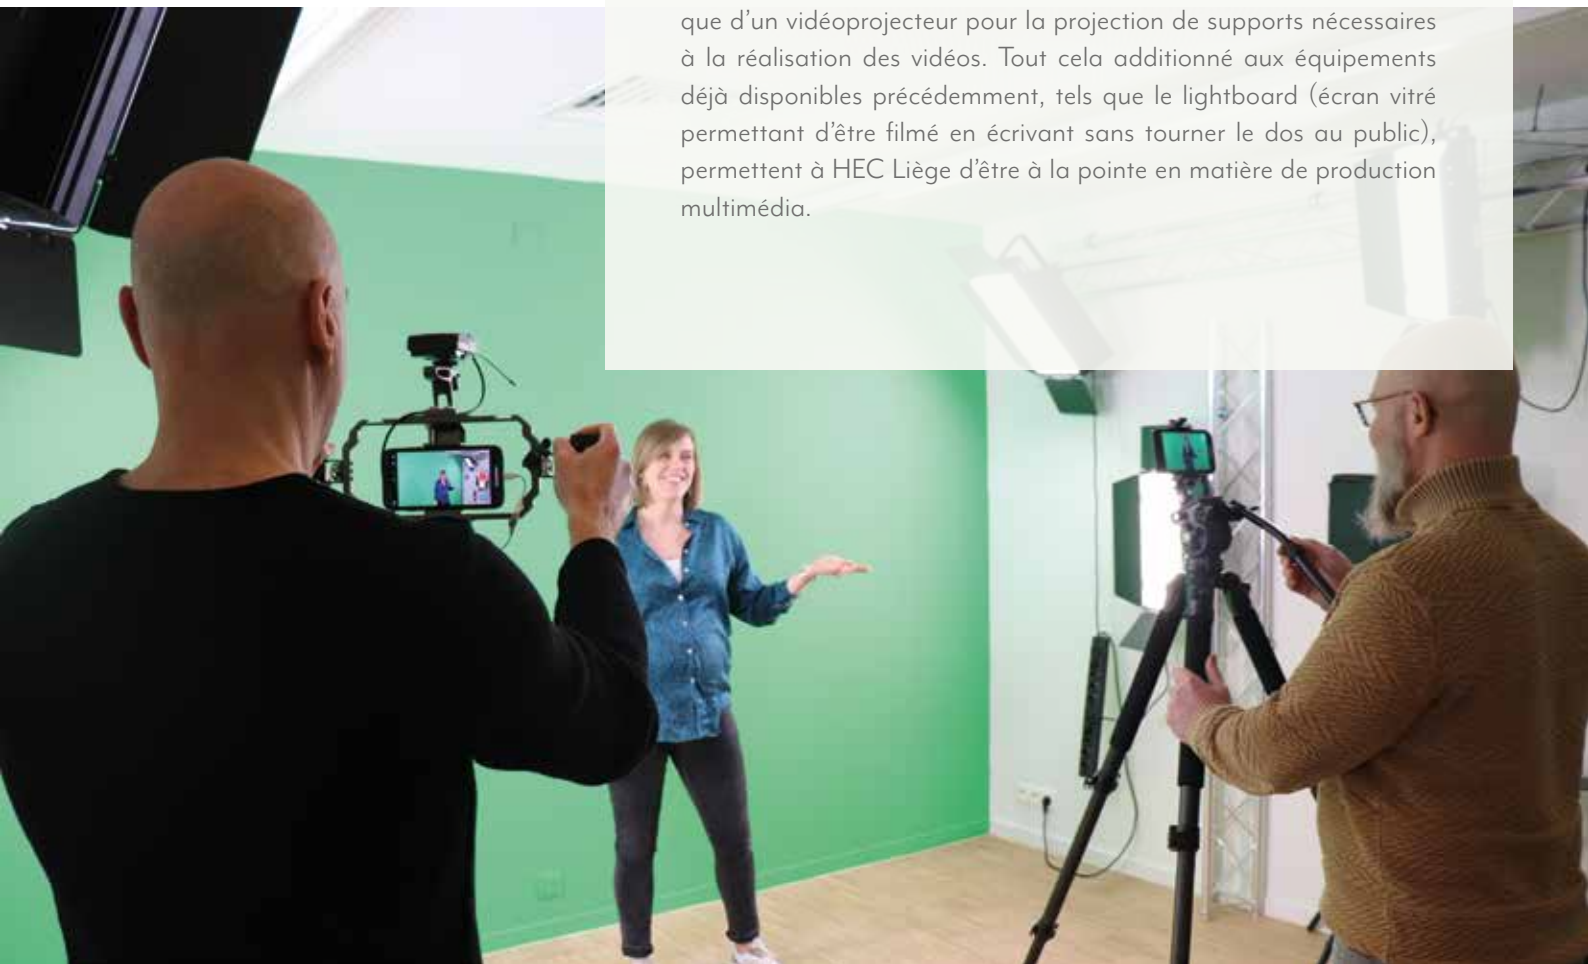 que d'un vidéoprojecteur pour la projection de supports nécessaires
à la réalisation des vidéos. Tout cela additionné aux équipements
déjà disponibles précédemment, tels que le lightboard (écran vitré
permettant d'être filmé en écrivant sans tourner le dos au public),
permettent à HEC Liège d'être à la pointe en matière de production
multimédia.